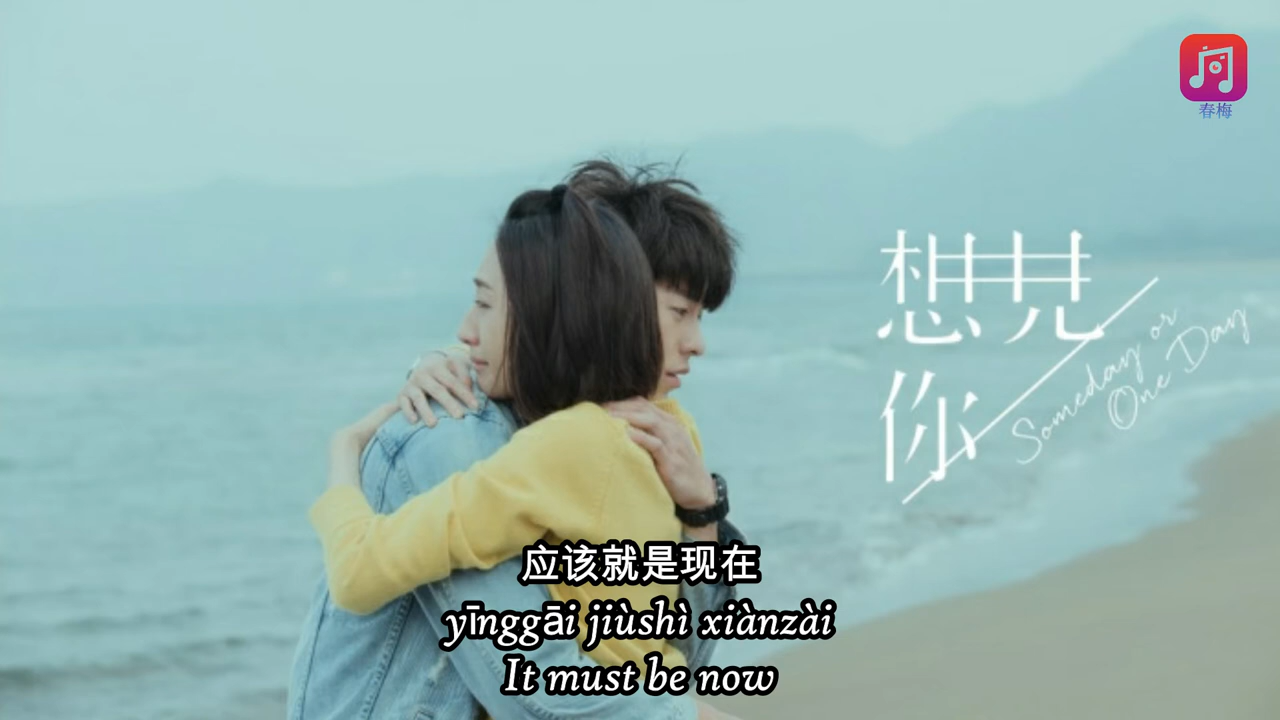 春梅
想見
你
Someday or
One Day
应该就是现在
yīnggāi jiùshì xiànzài
It must be now